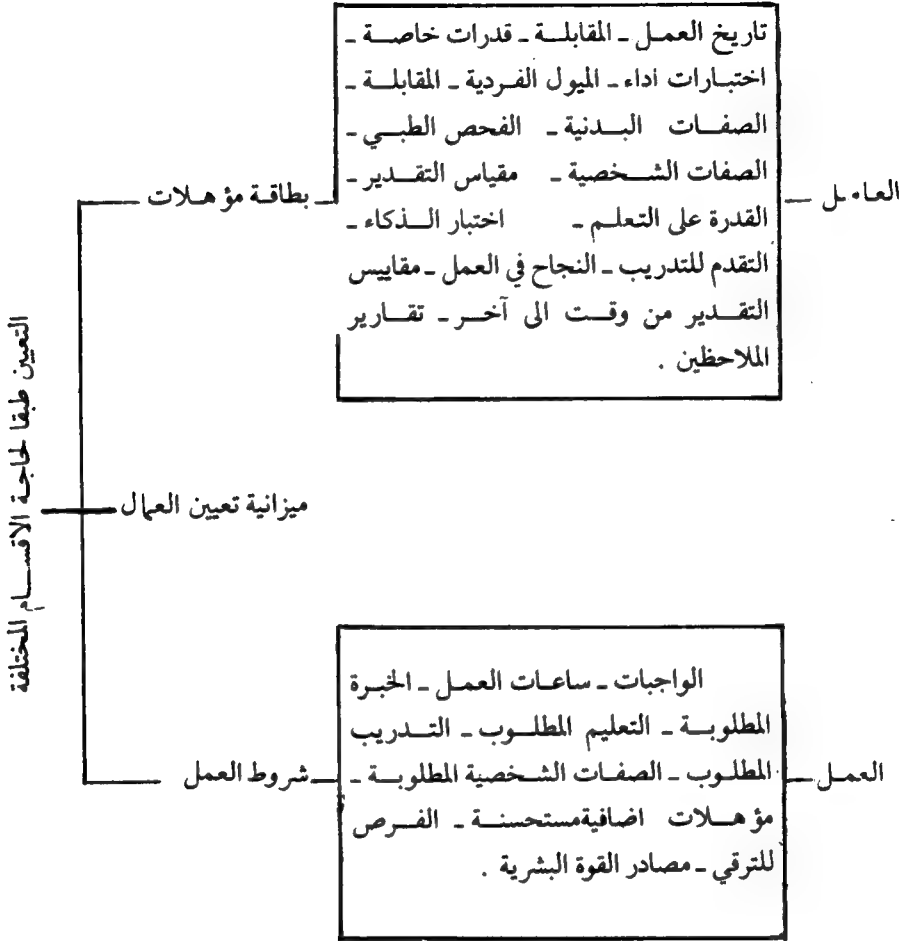 العامل
تاريخ العمل ـ المقابلة ـ قدرات خاصة ـ
اختبارات اداء ـ الميول الفردية ـ المقابلة ـ
الصفات البدنية ـ الفحص الطبي ـ
الصفات الشخصية ـ مقياس التقدير ـ
القدرة على التعلم ـ اختبار الذكاء ـ
التقدم للتدريب ـ النجاح في العمل ـ مقاييس
التقدير من وقت الى آخر ـ تقارير
الملاحظين .
بطاقة مؤهلات
ميزانية تعيين العمال
التعيين طبقا لحاجة الاقسام المختلفة
العمل
الواجبات ـ ساعات العمل ـ الخبرة
المطلوبة ـ التعليم المطلوب ـ التدريب
المطلوب ـ الصفات الشخصية المطلوبة ـ
مؤهلات اضافية مستحسنة ـ الفرص
للترقي ـ مصادر القوة البشرية .
شروط العمل